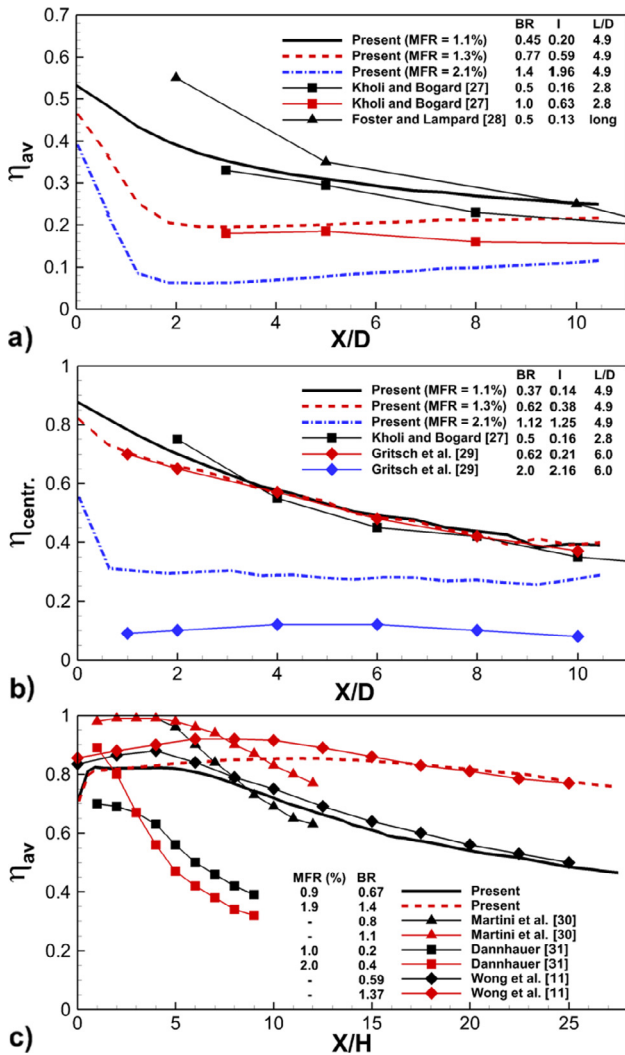 BR I L/D
Present (MFR = 1.1%) 0.45 0.20 4.9
Present (MFR = 1.3%) 0.77 0.59 4.9
Present (MFR = 2.1%) 1.4 1.96 4.9
Kholi and Bogard [27] 0.5 0.16 2.8
Kholi and Bogard [27] 1.0 0.63 2.8
Foster and Lampard [28] 0.5 0.13 long
0.7
0.6
0.5
0.4
0.3
0.2
0.1
0
ηav
0 2 4 6 8 10
X/D
a)
BR I L/D
Present (MFR = 1.1%) 0.37 0.14 4.9
Present (MFR = 1.3%) 0.62 0.38 4.9
Present (MFR = 2.1%) 1.12 1.25 4.9
Kholi and Bogard [27] 0.5 0.16 2.8
Gritsch et al. [29] 0.62 0.21 6.0
Gritsch et al. [29] 2.0 2.16 6.0
1
0.8
0.6
0.4
0.2
0
ηcentr.
0 2 4 6 8 10
X/D
b)
1
0.8
0.6
0.4
0.2
0
ηav
MFR (%) BR
0.9 0.67 Present
1.9 1.4 Present
- 0.8 Martini et al. [30]
- 1.1 Martini et al. [30]
1.0 0.2 Dannhauer [31]
2.0 0.4 Dannhauer [31]
- 0.59 Wong et al. [11]
- 1.37 Wong et al. [11]
0 5 10 15 20 25
X/H
c)